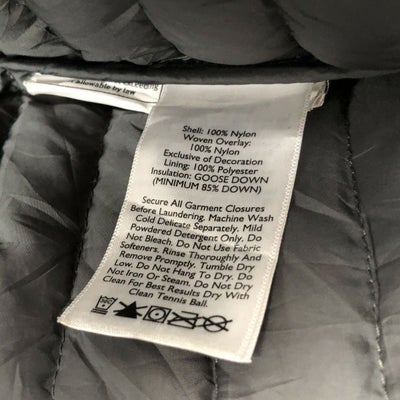 allowable by law
Shell: 100% Nylon
Woven Overlay:
100% Nylon
Exclusive of Decoration
Lining: 100% Polyester
Insulation: GOOSE DOWN
(MINIMUM 85% DOWN)
Secure All Garment Closures
Before Laundering. Machine Wash
Cold Delicate Separately. Mild
Powdered Detergent Only. Do
Not Bleach. Do Not Use Fabric
Softeners. Rinse Thoroughly And
Remove Promptly. Tumble Dry
Low. Do Not Hang To Dry. Do
Not Iron Or Steam. Do Not Dry
Clean For Best Results Dry With
Clean Tennis Ball.